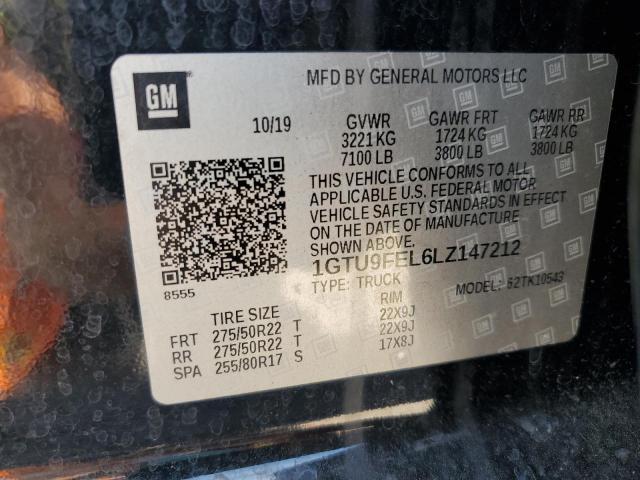 GM
MFD BY GENERAL MOTORS LLC
10/19 GVWR GAWR FRT GAWR RR
3221 KG 1724 KG 1724 KG
7100 LB 3800 LB 3800 LB
THIS VEHICLE CONFORMS TO ALL
APPLICABLE U.S. FEDERAL MOTOR
VEHICLE SAFETY STANDARDS IN EFFECT
ON THE DATE OF MANUFACTURE
1GTU9FEL6LZ147212
8555 TYPE: TRUCK MODEL: 62TK10543
TIRE SIZE RIM
FRT 275/50R22 T 22X9J
RR 275/50R22 T 22X9J
SPA 255/80R17 S 17X8J